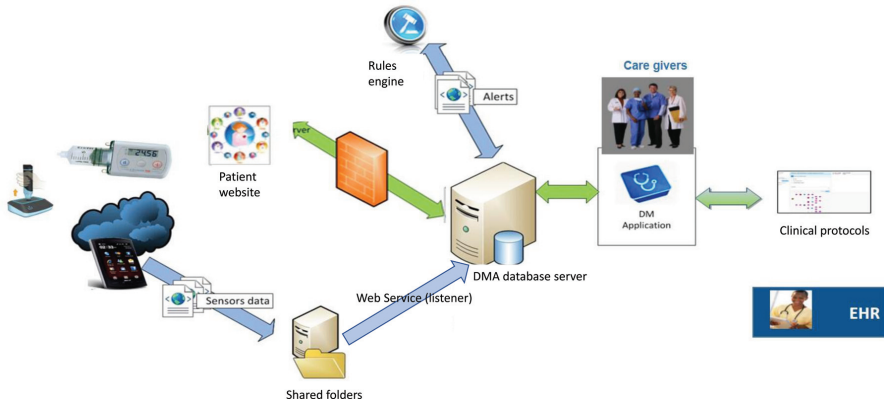 Rules
engine
Alerts
Care givers
Patient
website
rver
DM
Application
Clinical protocols
DMA database server
Sensors data
Web Service (listener)
EHR
Shared folders